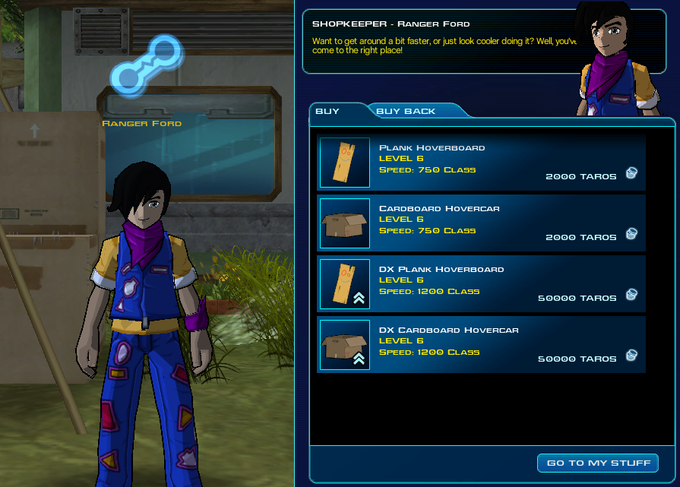 SHOPKEEPER - RANGER FORD
Want to get around a bit faster, or just look cooler doing it? Well, you've
come to the right place!
RANGER FORD
BUY
BUY BACK
PLANK HOVERBOARD
LEVEL 6
SPEED: 750 CLASS
2000 TAROS
CARDBOARD HOVERCAR
LEVEL 6
SPEED: 750 CLASS
2000 TAROS
DX PLANK HOVERBOARD
LEVEL 6
SPEED: 1200 CLASS
50000 TAROS
DX CARDBOARD HOVERCAR
LEVEL 6
SPEED: 1200 CLASS
50000 TAROS
GO TO MY STUFF